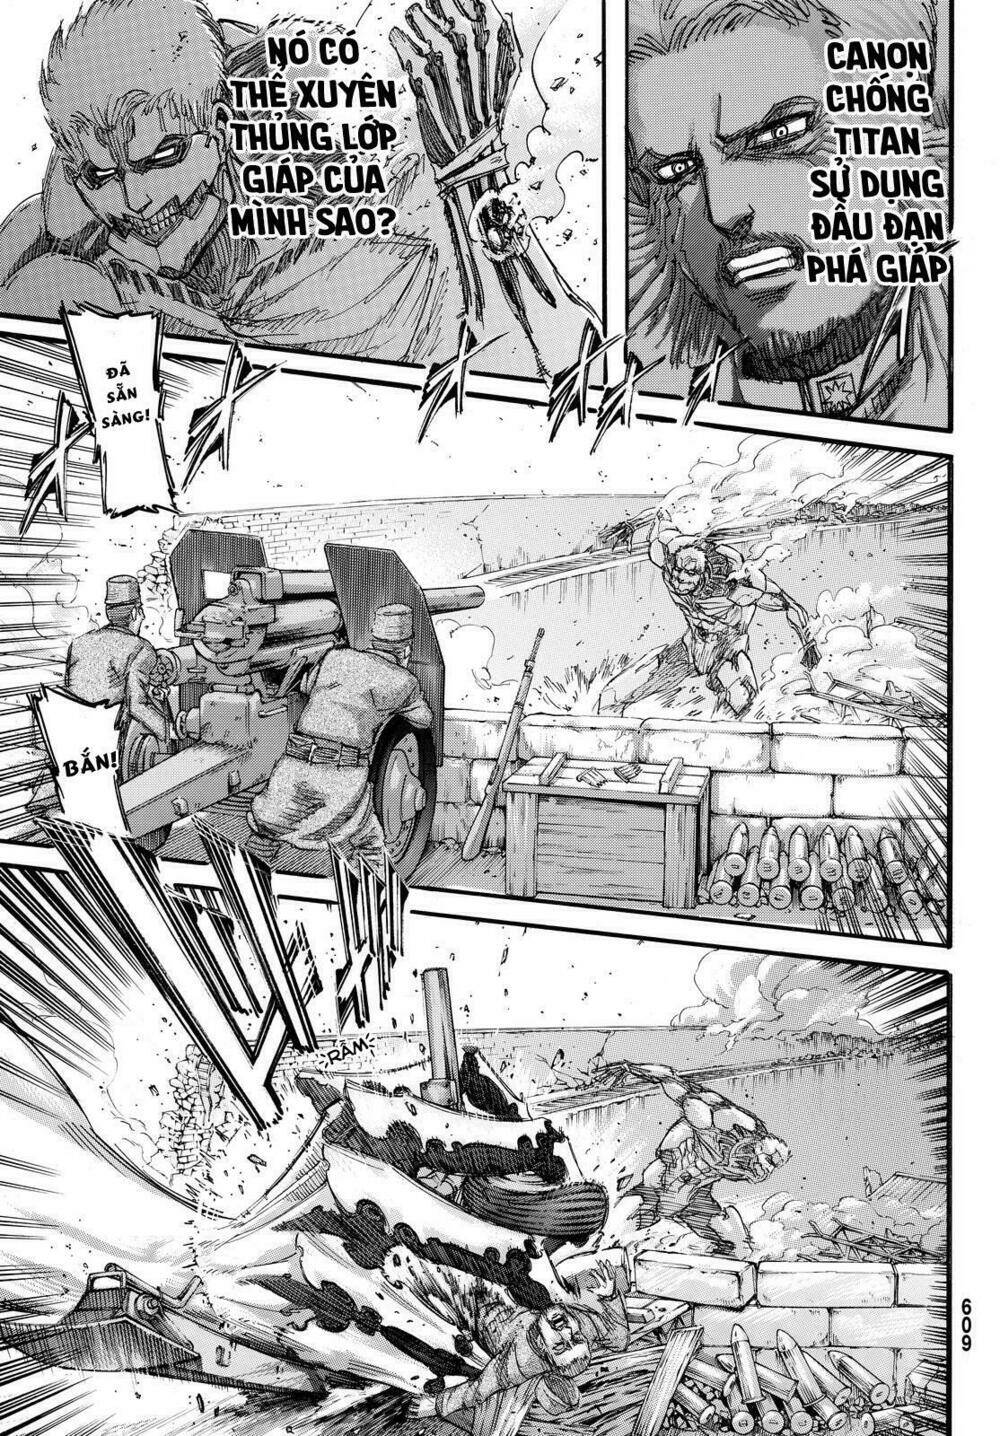 CANON
CHỐNG
TITAN
SỬ DỤNG
ĐẦU ĐẠN
PHÁ GIÁP
NÓ CÓ
THỂ XUYÊN
THỦNG LỚP
GIÁP CỦA
MÌNH SAO?
ĐÃ
SẴN
SÀNG!
BẮN!
RẦM
609